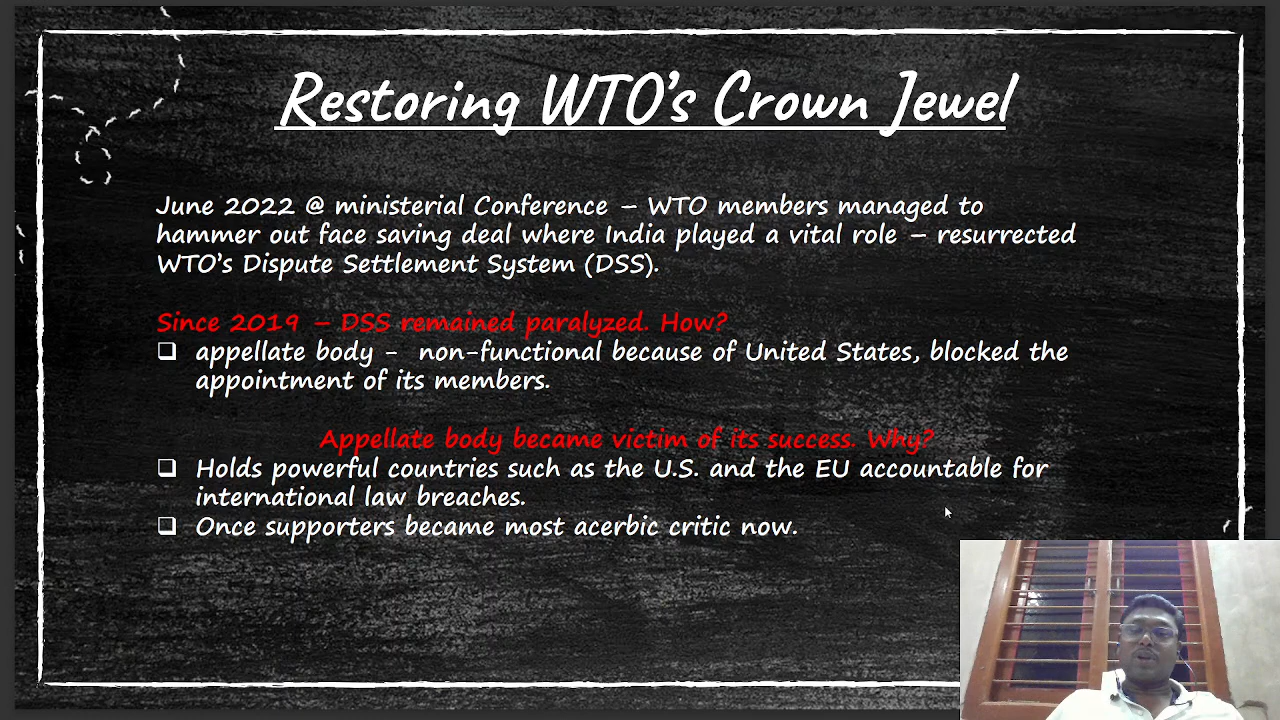 Restoring WTO's Crown Jewel
June 2022 @ ministerial Conference – WTO members managed to
hammer out face saving deal where India played a vital role – resurrected
WTO's Dispute Settlement System (DSS).
Since 2019 – DSS remained paralyzed. How?
appellate body - non-functional because of United States, blocked the
appointment of its members.
Appellate body became victim of its success. Why?
Holds powerful countries such as the U.S. and the EU accountable for
international law breaches.
Once supporters became most acerbic critic now.